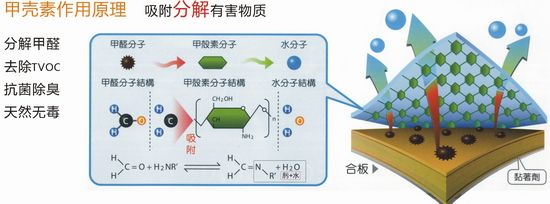 甲壳素作用原理 吸附分解有害物质
分解甲醛
去除TVOC
抗菌除臭
天然无毒
甲醛分子 甲殼素分子 水分子
甲醛分子結構 甲殼素分子結構 水分子結構
H H C O
H C
吸附
CH₂OH
CH
O
n
NH₂
H H O
H H C=O + H₂NR' ⇌ H H C=N R' + H₂O
肟+水
合板
黏著劑